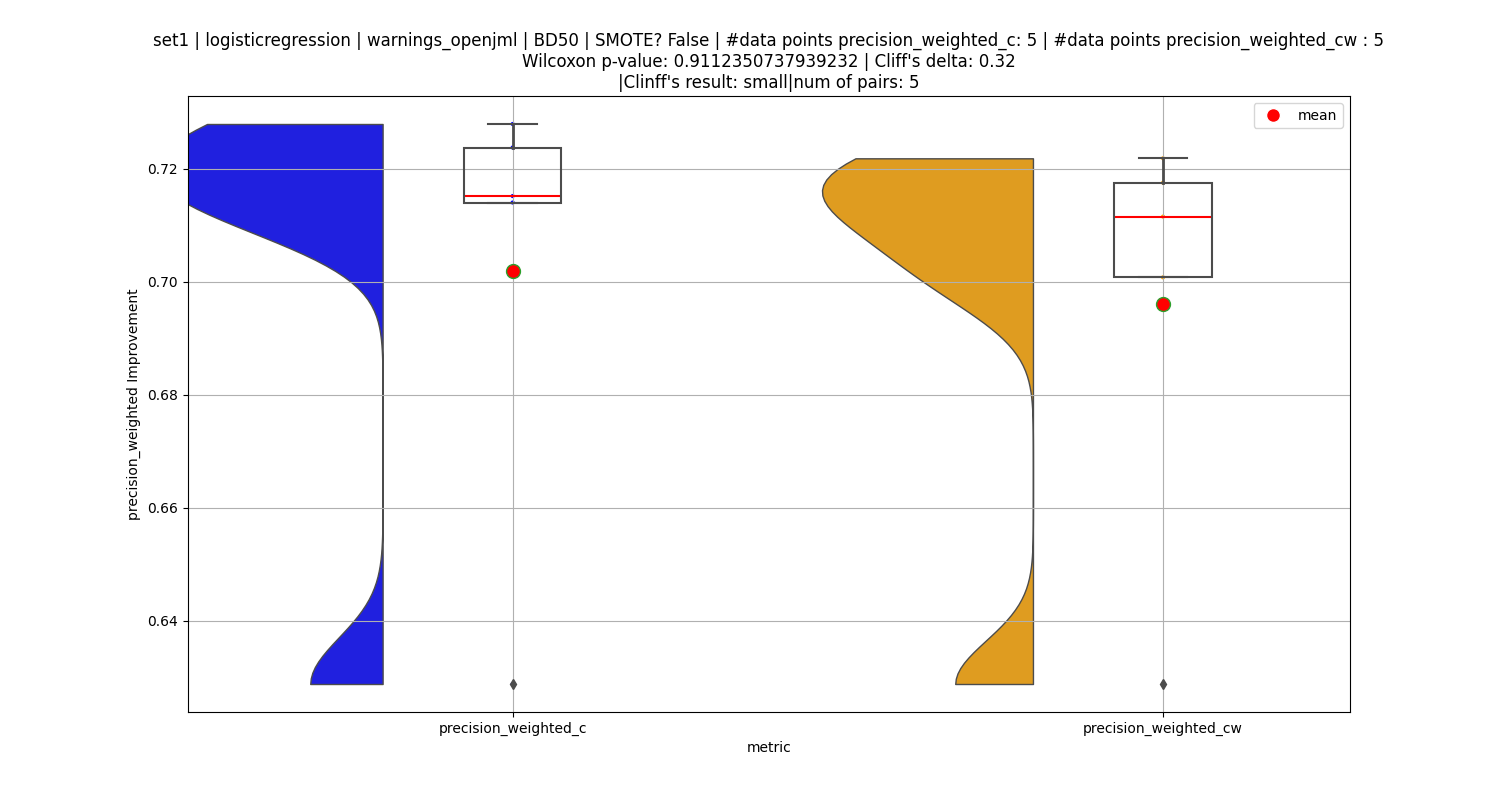 set1 | logisticregression | warnings_openjml | BD50 | SMOTE? False | #data points precision_weighted_c: 5 | #data points precision_weighted_cw : 5
Wilcoxon p-value: 0.9112350737939232 | Cliff's delta: 0.32
|Clinff's result: small|num of pairs: 5
mean
0.72
0.70
0.68
0.66
0.64
precision_weighted Improvement
precision_weighted_c
precision_weighted_cw
metric